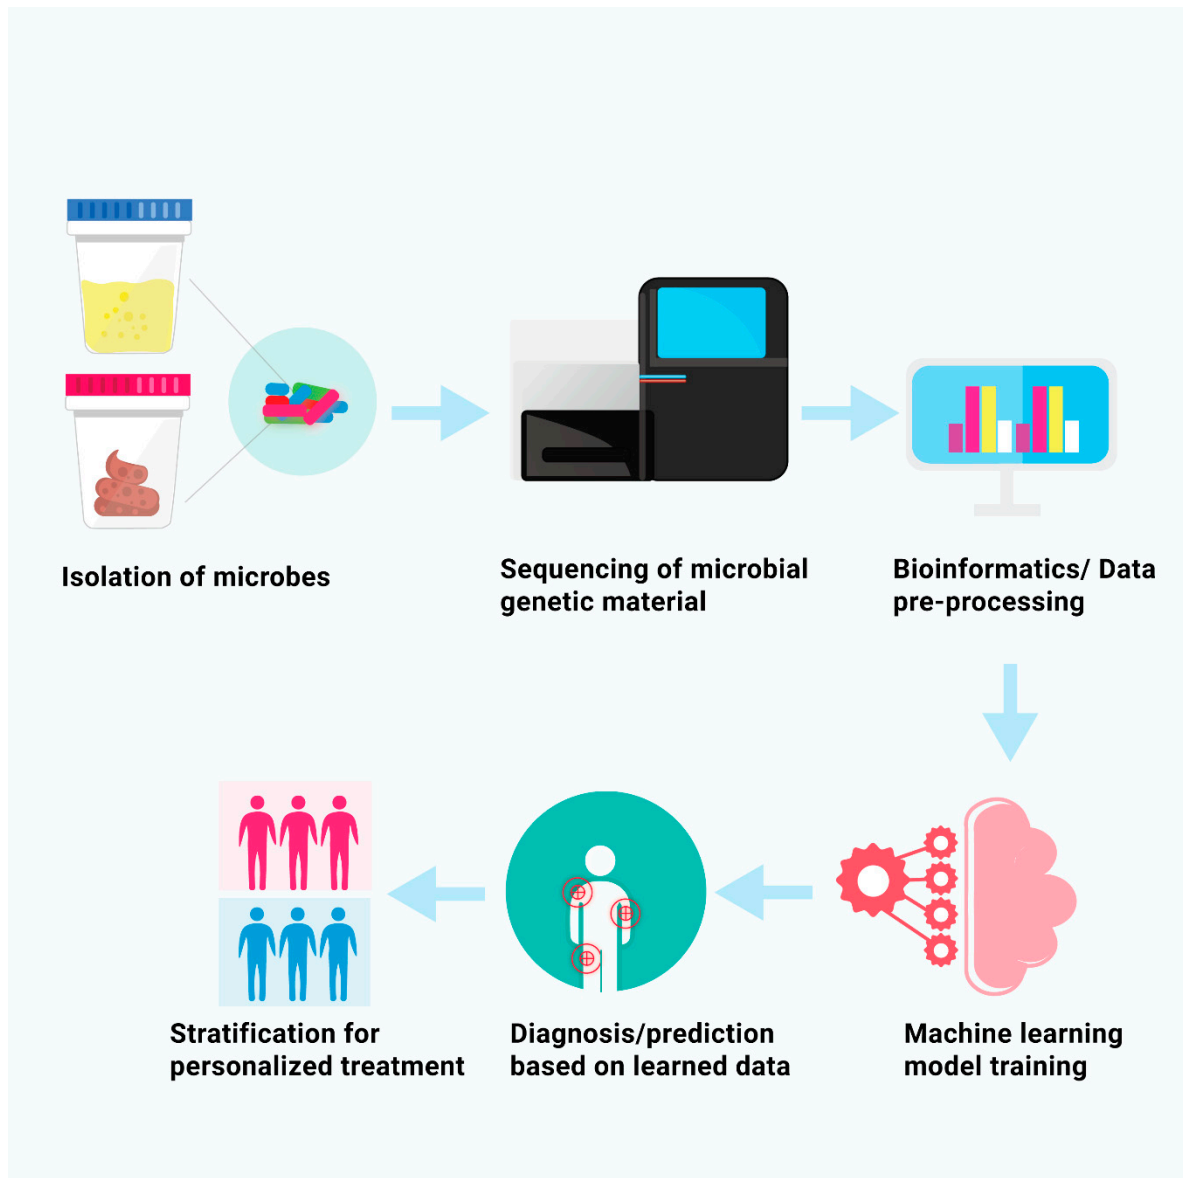 Isolation of microbes
Sequencing of microbial
genetic material
Bioinformatics/ Data
pre-processing
Stratification for
personalized treatment
Diagnosis/prediction
based on learned data
Machine learning
model training